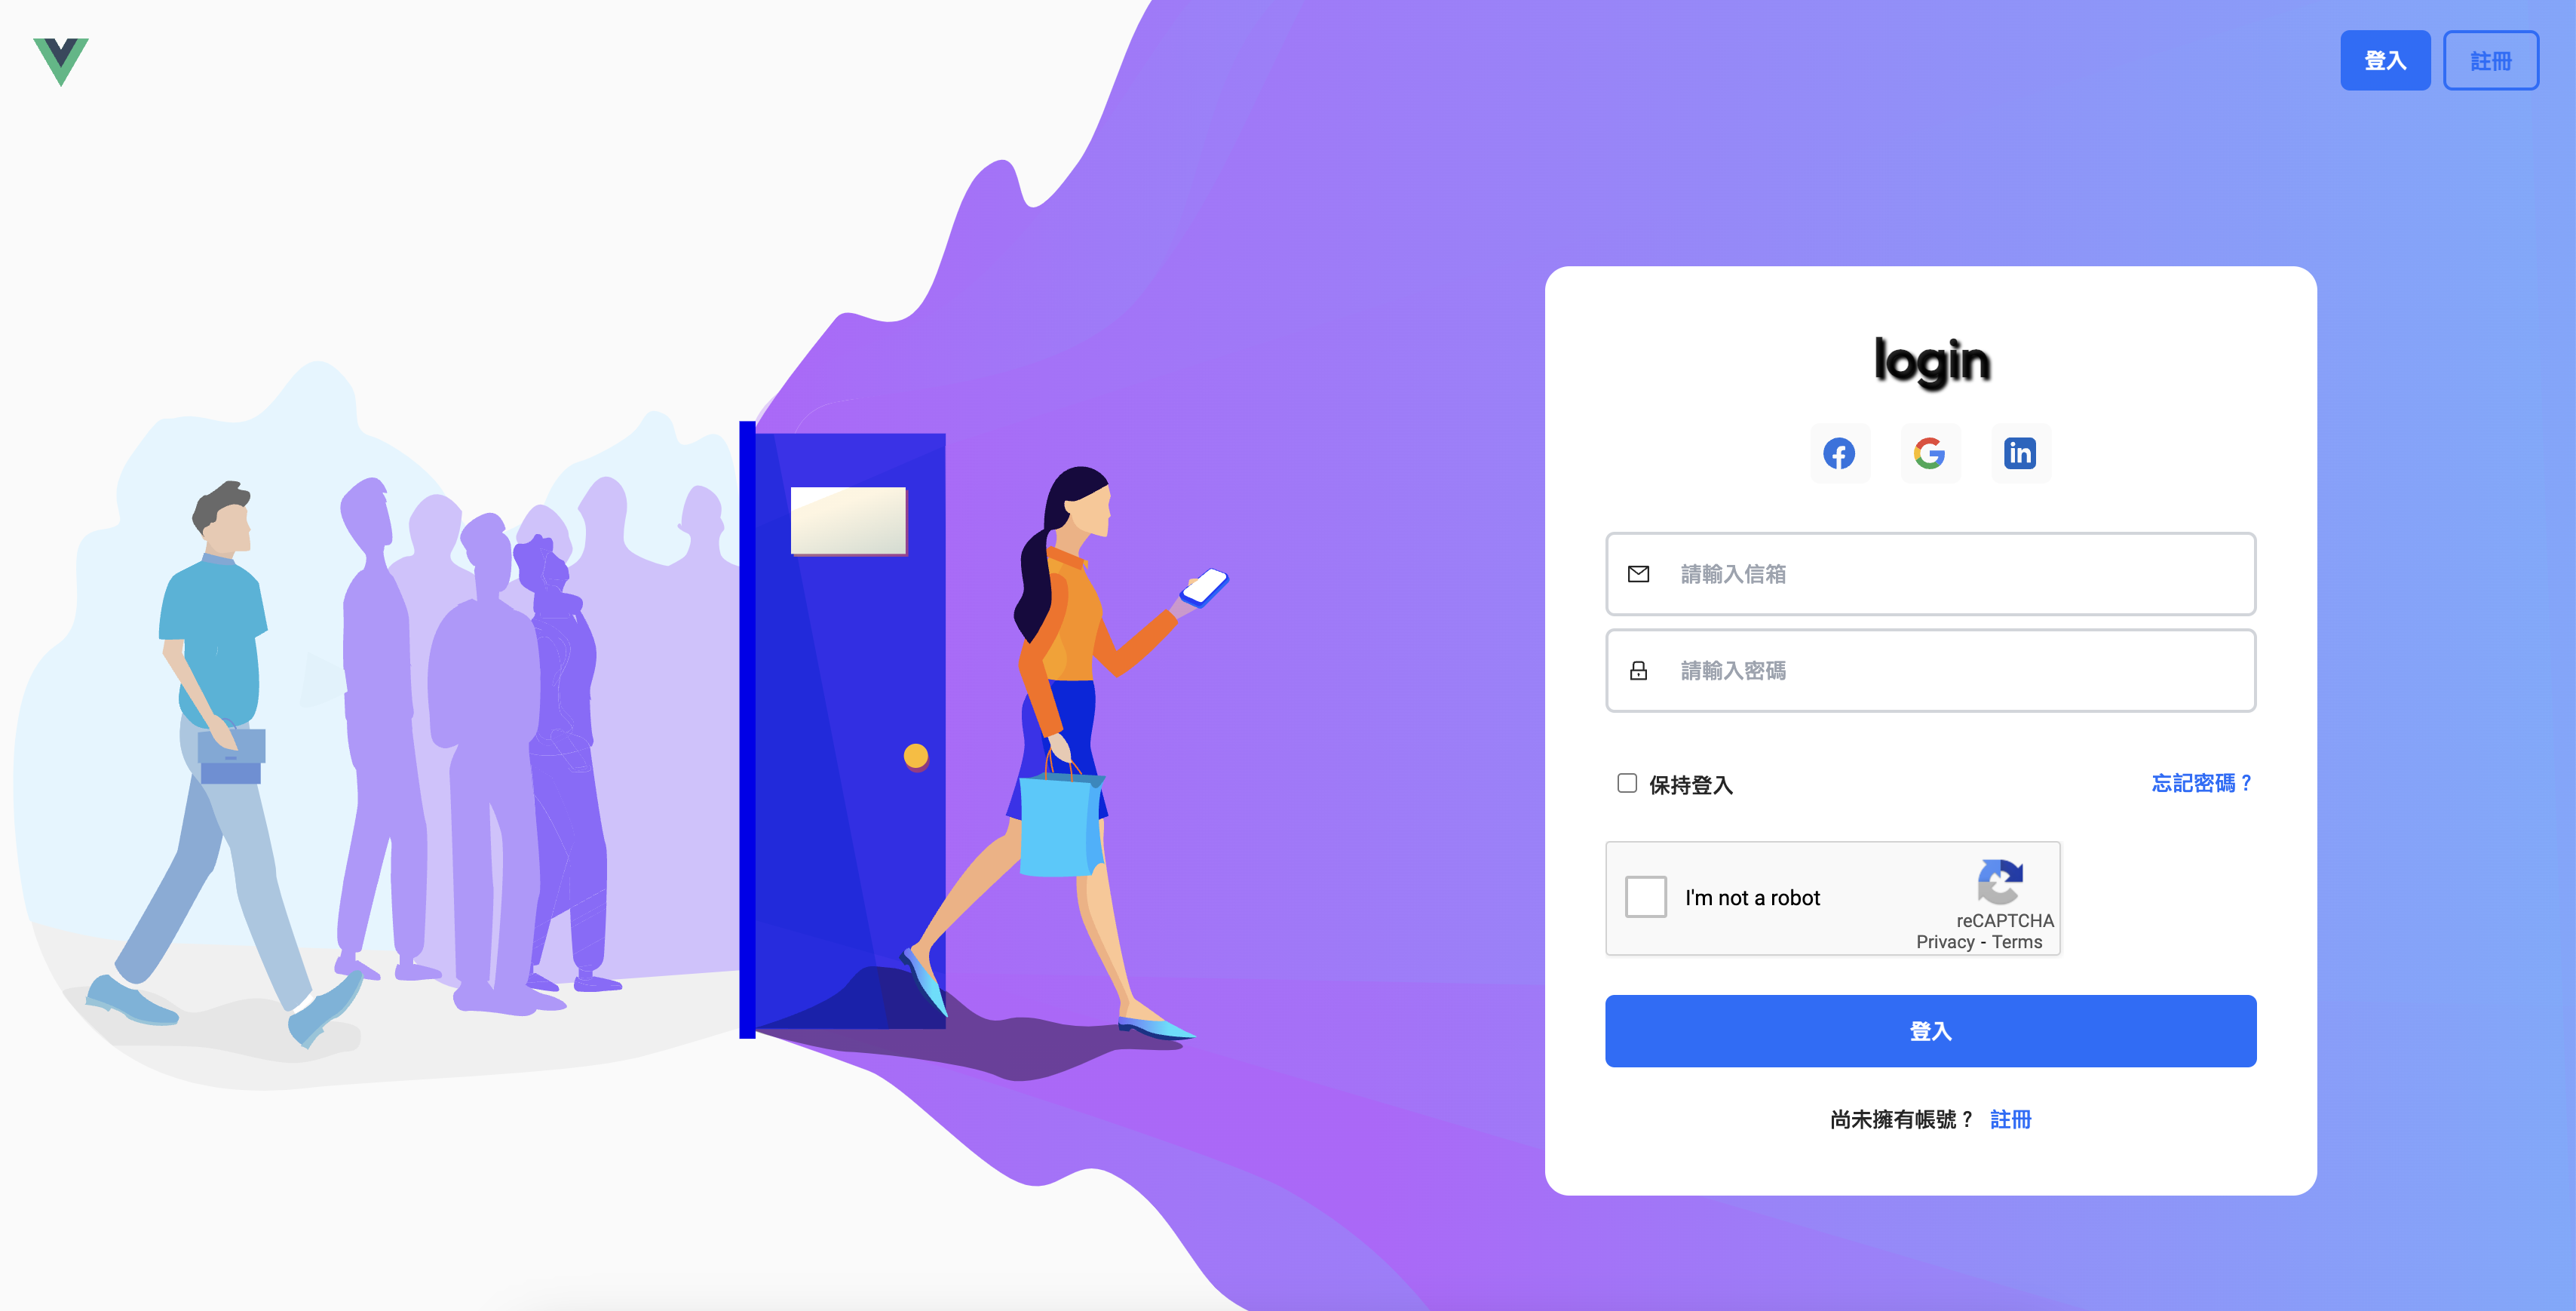 登入 註冊
login
請輸入信箱
請輸入密碼
保持登入 忘記密碼？
I'm not a robot
reCAPTCHA
Privacy - Terms
登入
尚未擁有帳號？ 註冊